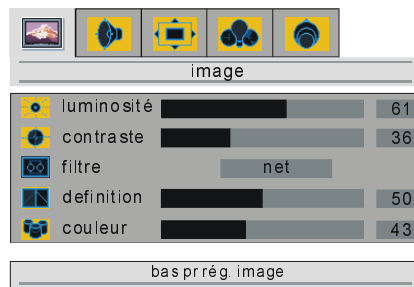 image
luminosité 61
contraste 36
filtre net
definition 50
couleur 43
bas pr rég. image